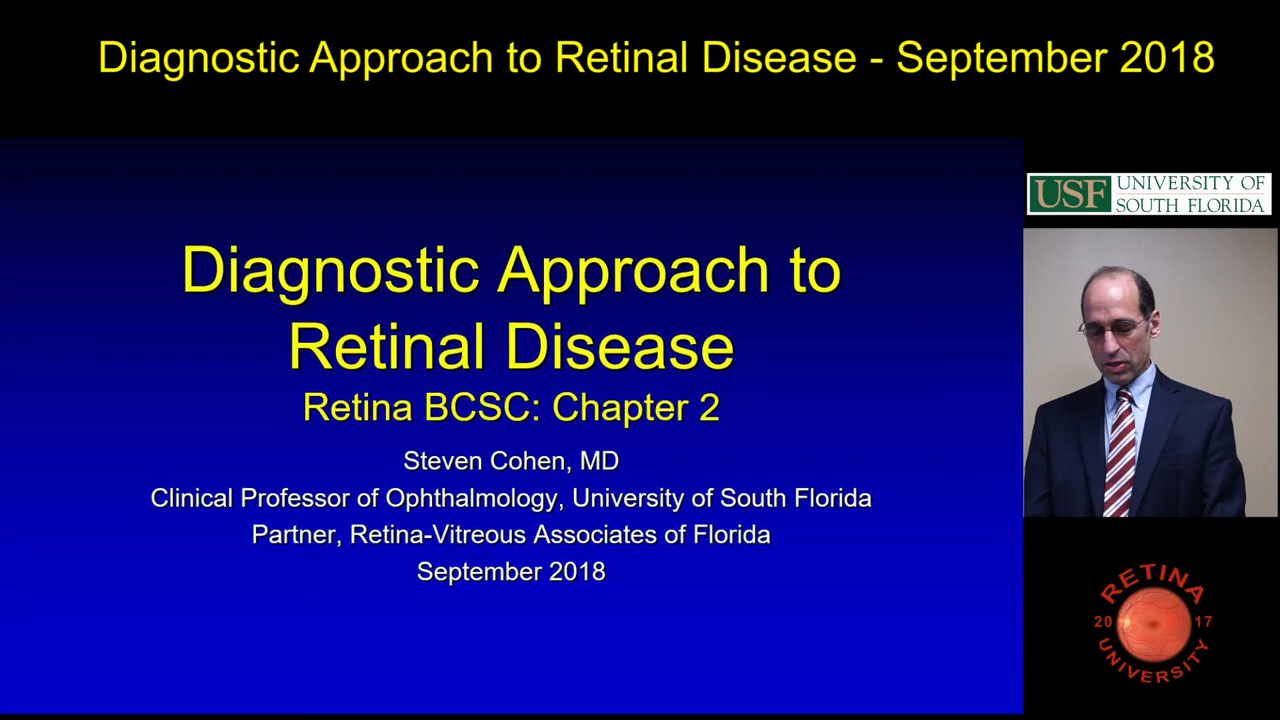 Diagnostic Approach to Retinal Disease - September 2018
USF UNIVERSITY OF
SOUTH FLORIDA
Diagnostic Approach to
Retinal Disease
Retina BCSC: Chapter 2
Steven Cohen, MD
Clinical Professor of Ophthalmology, University of South Florida
Partner, Retina-Vitreous Associates of Florida
September 2018
RETINA
20 17
UNIVERSITY